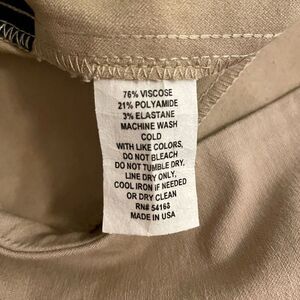 76% VISCOSE
21% POLYAMIDE
3% ELASTANE
MACHINE WASH
COLD
WITH LIKE COLORS,
DO NOT BLEACH
DO NOT TUMBLE DRY,
LINE DRY ONLY,
COOL IRON IF NEEDED
OR DRY CLEAN
RN# 54163
MADE IN USA